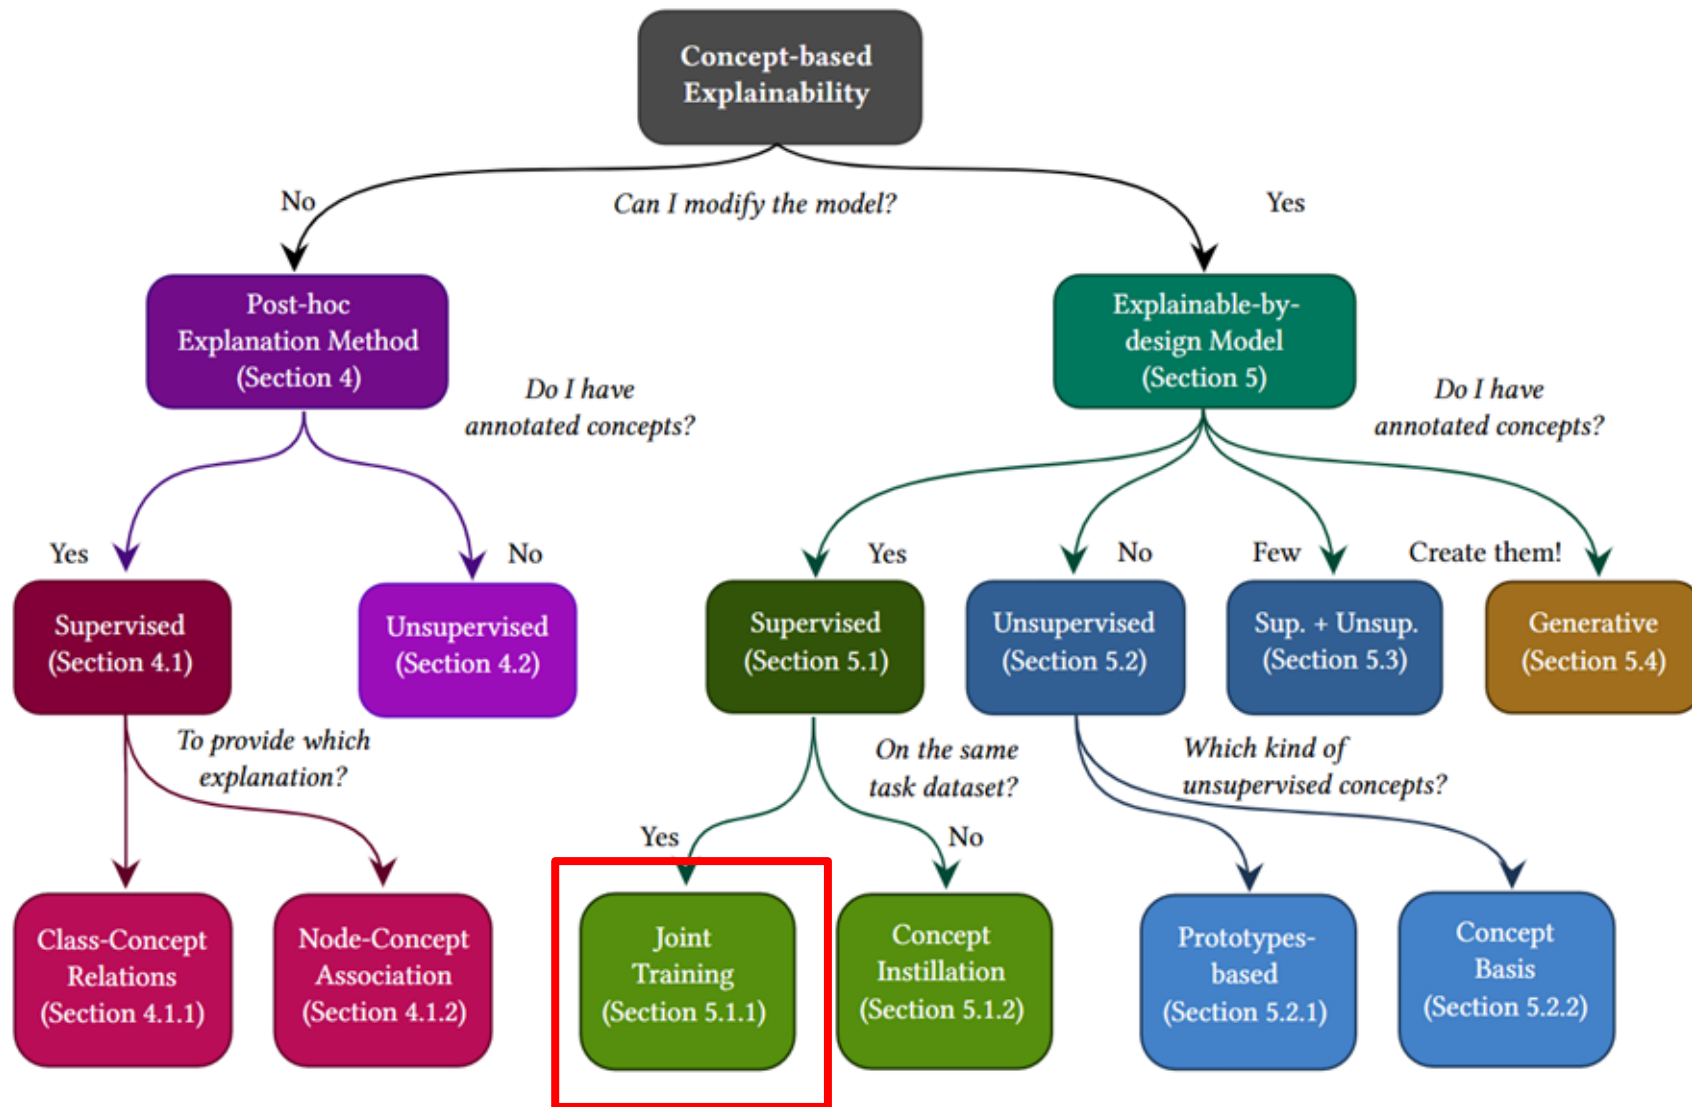 Concept-based
Explainability
No
Can I modify the model?
Yes
Post-hoc
Explanation Method
(Section 4)
Explainable-by-
design Model
(Section 5)
Do I have
annotated concepts?
Do I have
annotated concepts?
Yes
No
Yes
No
Few
Create them!
Supervised
(Section 4.1)
Unsupervised
(Section 4.2)
Supervised
(Section 5.1)
Unsupervised
(Section 5.2)
Sup. + Unsup.
(Section 5.3)
Generative
(Section 5.4)
To provide which
explanation?
On the same
task dataset?
Which kind of
unsupervised concepts?
Yes
No
Class-Concept
Relations
(Section 4.1.1)
Node-Concept
Association
(Section 4.1.2)
Joint
Training
(Section 5.1.1)
Concept
Instillation
(Section 5.1.2)
Prototypes-
based
(Section 5.2.1)
Concept
Basis
(Section 5.2.2)